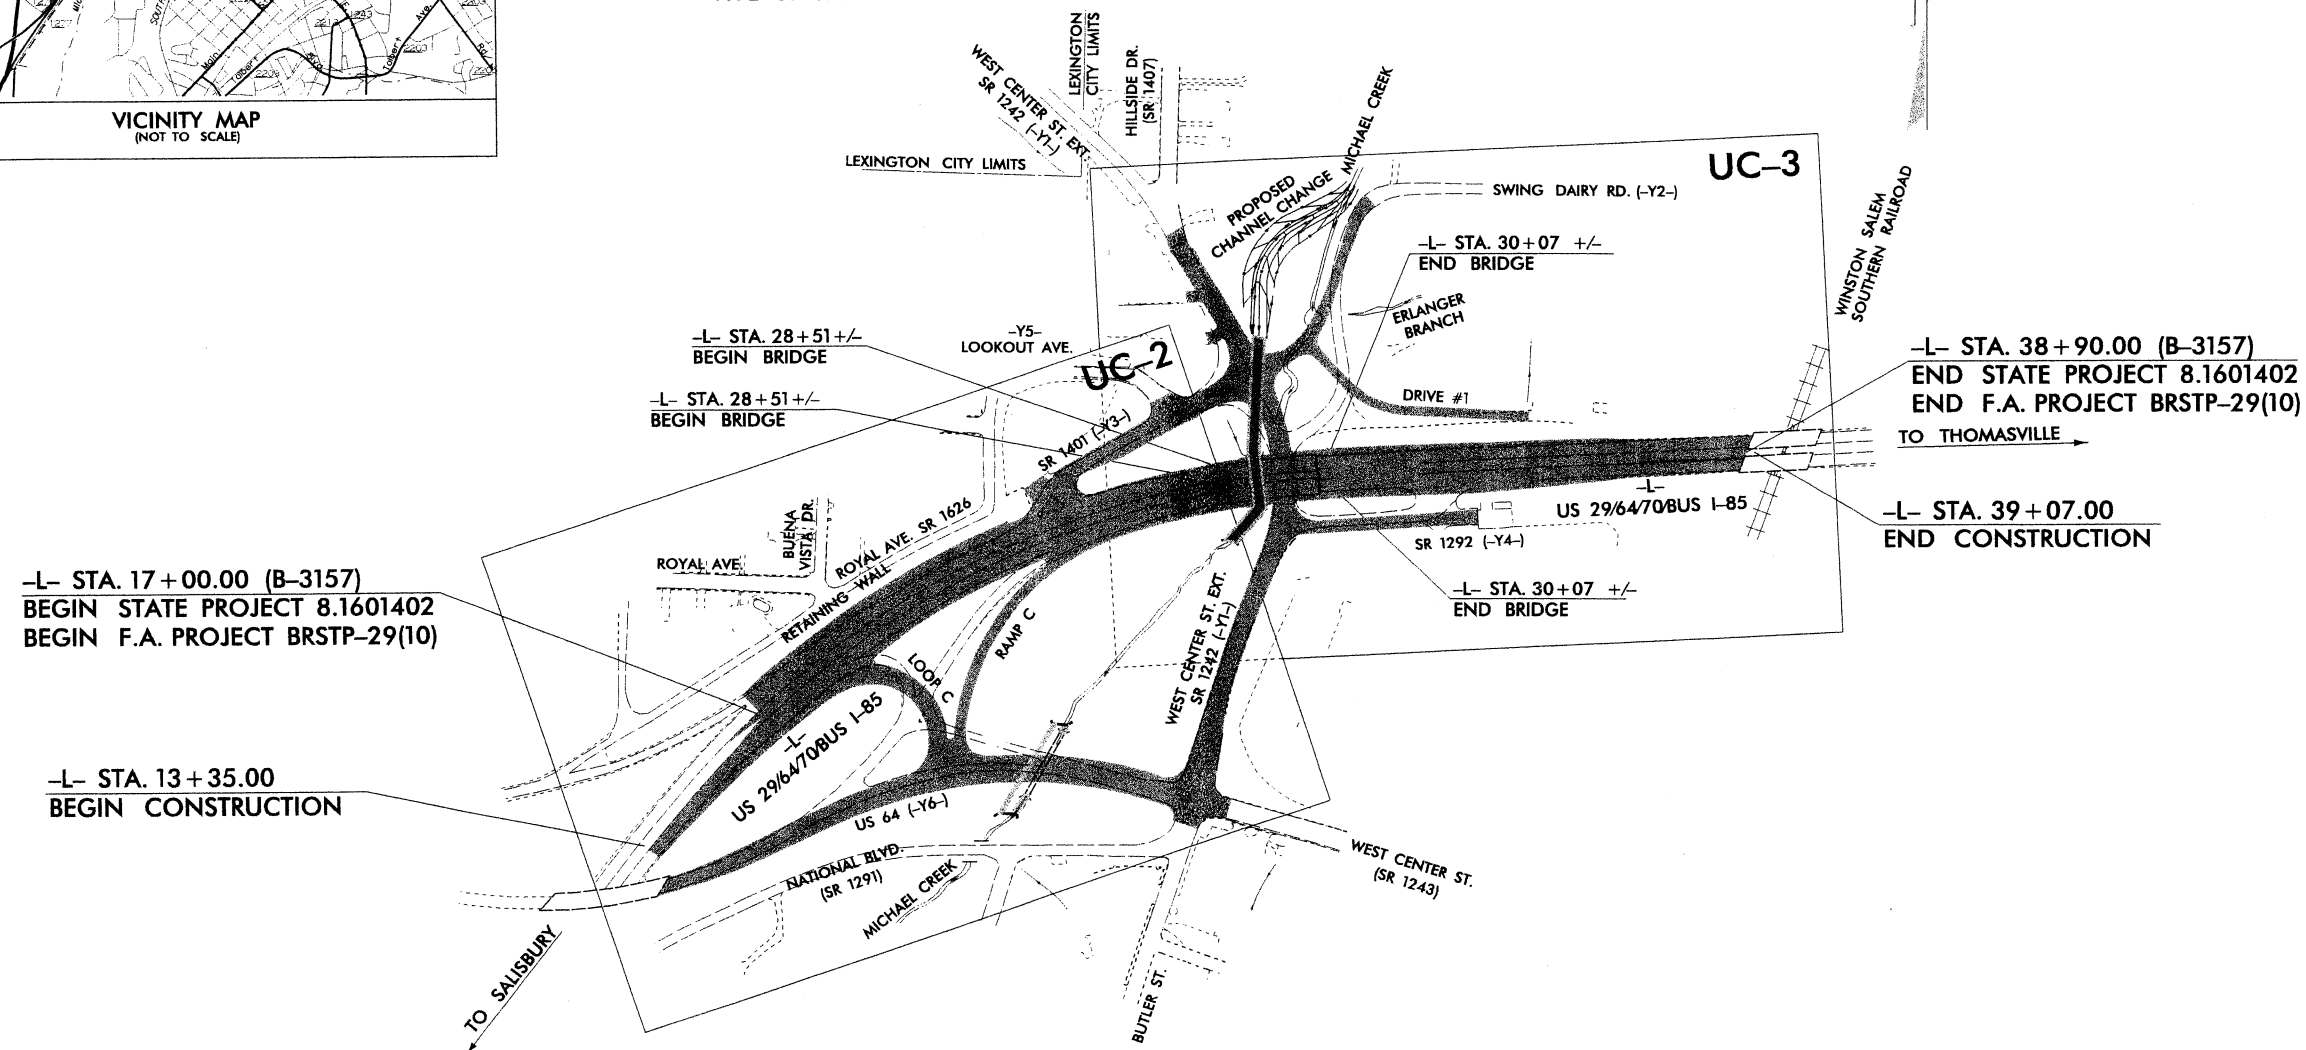 Main
Tolbert
Blvd
Tolbert
Ave.
Rd
2203
VICINITY MAP
(NOT TO SCALE)
WEST CENTER ST. EXT.
SR 1242 (-Y1-)
LEXINGTON
CITY LIMITS
HILLSIDE DR.
(SR 1407)
MICHAEL CREEK
LEXINGTON CITY LIMITS
UC-3
PROPOSED
CHANNEL CHANGE
SWING DAIRY RD. (-Y2-)
WINSTON SALEM
SOUTHERN RAILROAD
-L- STA. 30+07 +/-
END BRIDGE
ERLANGER
BRANCH
-L- STA. 28+51+/-
BEGIN BRIDGE
-Y5-
LOOKOUT AVE.
UC-2
-L- STA. 38+90.00 (B-3157)
END STATE PROJECT 8.1601402
END F.A. PROJECT BRSTP-29(10)
TO THOMASVILLE
-L- STA. 28+51+/-
BEGIN BRIDGE
DRIVE #1
SR 1401 (-Y3-)
-L-
US 29/64/70/BUS I-85
-L- STA. 39+07.00
END CONSTRUCTION
BUENA
VISTA DR.
ROYAL AVE. SR 1626
ROYAL AVE.
RETAINING WALL
SR 1292 (-Y4-)
-L- STA. 17+00.00 (B-3157)
BEGIN STATE PROJECT 8.1601402
BEGIN F.A. PROJECT BRSTP-29(10)
-L- STA. 30+07 +/-
END BRIDGE
RAMP C
LOOP C
WEST CENTER ST. EXT.
SR 1242 (-Y1-)
-L-
US 29/64/70/BUS I-85
-L- STA. 13+35.00
BEGIN CONSTRUCTION
US 64 (-Y6-)
NATIONAL BLVD.
(SR 1291)
MICHAEL CREEK
WEST CENTER ST.
(SR 1243)
TO SALISBURY
BUTLER ST.